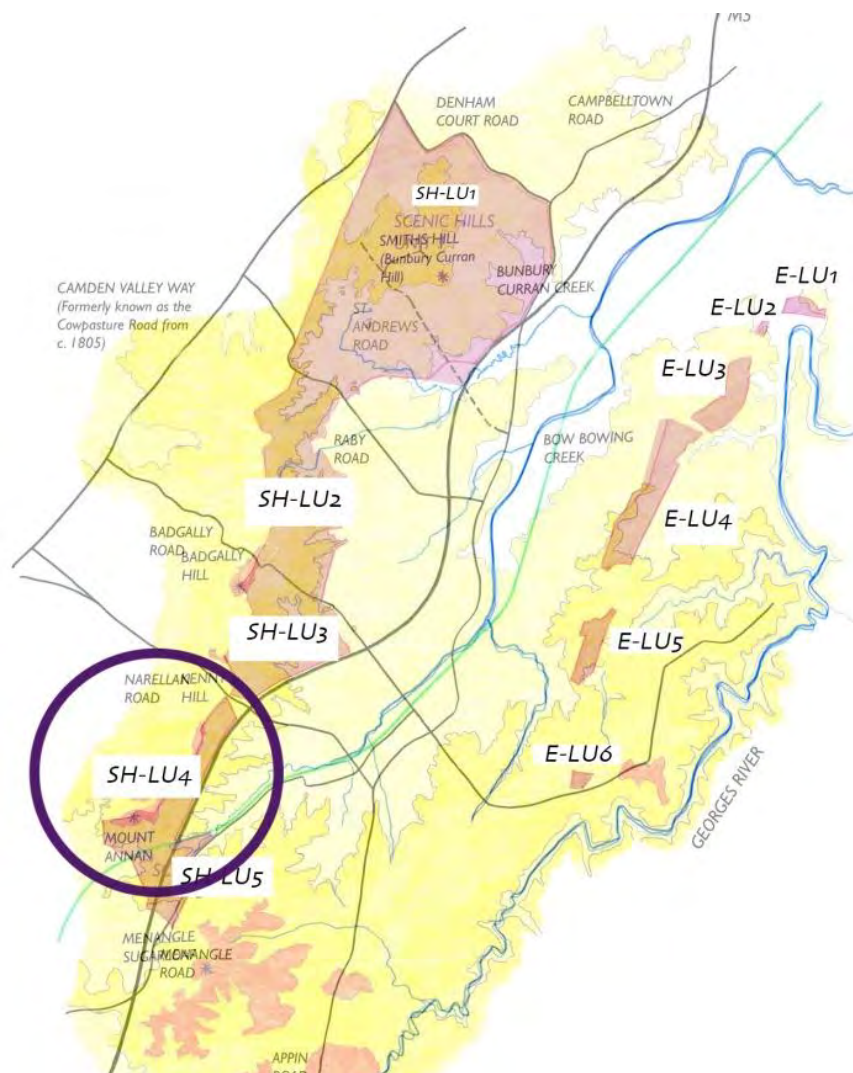 M5
DENHAM
COURT ROAD
CAMPBELLTOWN
ROAD
SH-LU1
SCENIC HILLS
SMITHS HILL
(Bunbury Curran
Hill)
BUNBURY
CURRAN CREEK
E-LU1
E-LU2
CAMDEN VALLEY WAY
(Formerly known as the
Cowpasture Road from
c. 1805)
ST
ANDREWS
ROAD
E-LU3
RABY
ROAD
BOW BOWING
CREEK
SH-LU2
E-LU4
BADGALLY
ROAD
BADGALLY
HILL
SH-LU3
E-LU5
NARELLAN
ROAD
HILL
E-LU6
SH-LU4
GEORGES RIVER
MOUNT
ANNAN
SH-LU5
MENANGLE
MENANGLE
ROAD
APPIN